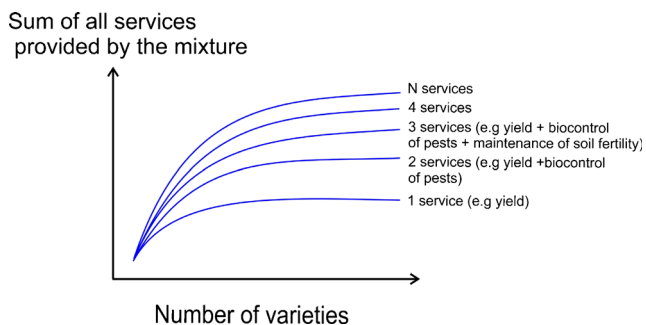 Sum of all services
provided by the mixture
N services
4 services
3 services (e.g yield + biocontrol
of pests + maintenance of soil fertility)
2 services (e.g yield +biocontrol
of pests)
1 service (e.g yield)
Number of varieties